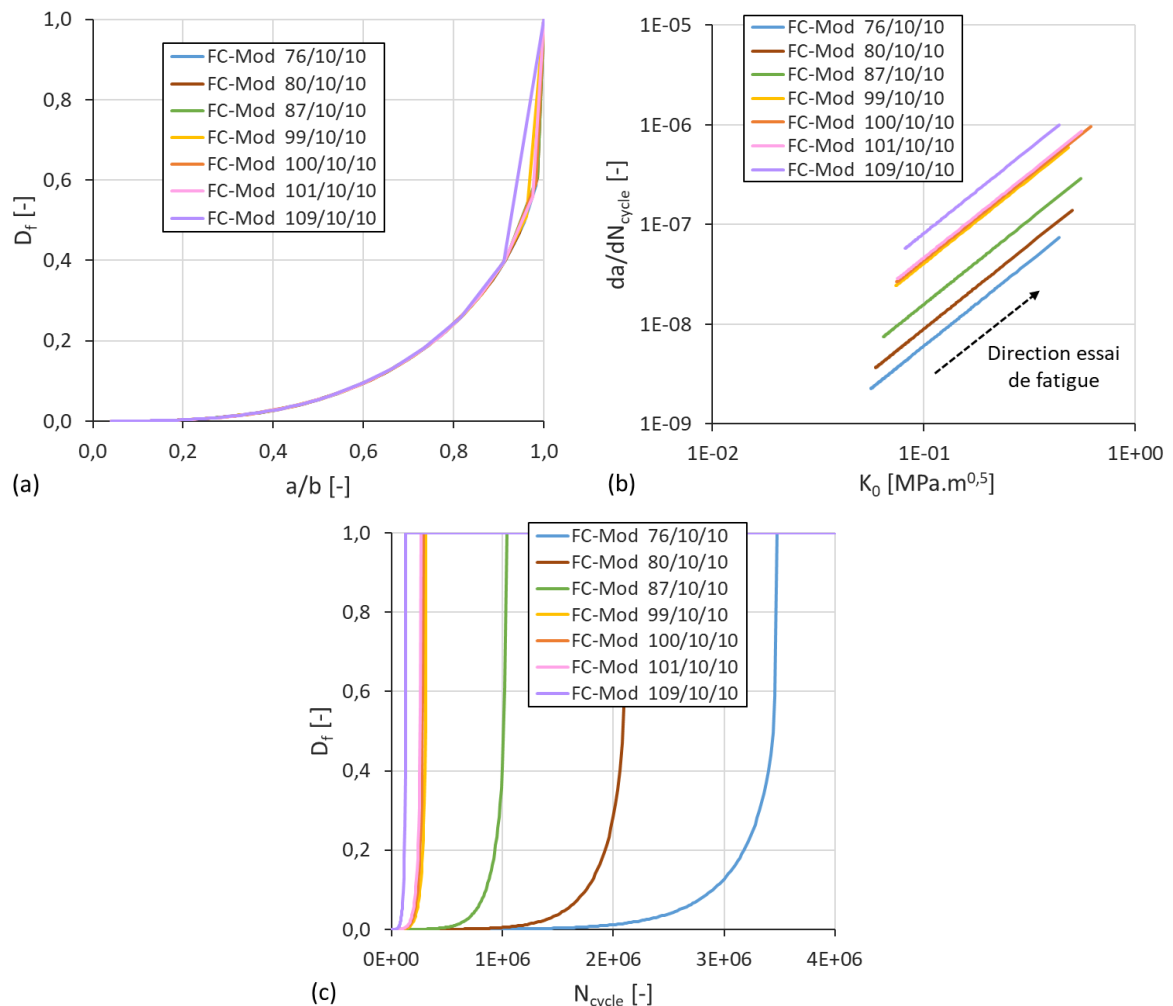 1,0
0,8
0,6
0,4
0,2
0,0
D_f [-]
FC-Mod 76/10/10
FC-Mod 80/10/10
FC-Mod 87/10/10
FC-Mod 99/10/10
FC-Mod 100/10/10
FC-Mod 101/10/10
FC-Mod 109/10/10
0,0 0,2 0,4 0,6 0,8 1,0
(a) a/b [-]
1E-05
1E-06
1E-07
1E-08
1E-09
da/dN_cycle [-]
FC-Mod 76/10/10
FC-Mod 80/10/10
FC-Mod 87/10/10
FC-Mod 99/10/10
FC-Mod 100/10/10
FC-Mod 101/10/10
FC-Mod 109/10/10
Direction essai
de fatigue
1E-02 1E-01 1E+00
(b) K_0 [MPa.m^0,5]
1,0
0,8
0,6
0,4
0,2
0,0
D_f [-]
FC-Mod 76/10/10
FC-Mod 80/10/10
FC-Mod 87/10/10
FC-Mod 99/10/10
FC-Mod 100/10/10
FC-Mod 101/10/10
FC-Mod 109/10/10
0E+00 1E+06 2E+06 3E+06 4E+06
(c) N_cycle [-]